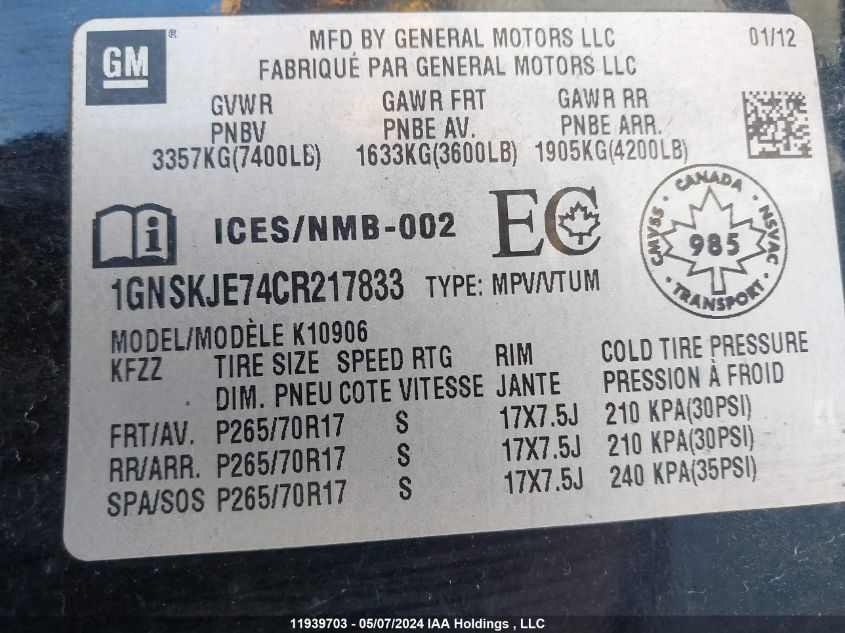 GM ® MFD BY GENERAL MOTORS LLC 01/12
FABRIQUÉ PAR GENERAL MOTORS LLC
GVWR GAWR FRT GAWR RR
PNBV PNBE AV. PNBE ARR.
3357KG(7400LB) 1633KG(3600LB) 1905KG(4200LB)
i ICES/NMB-002 EC
CANADA
CMVSS 985 NSVAC
TRANSPORT
1GNSKJE74CR217833 TYPE: MPV/VTUM
MODEL/MODÈLE K10906
KFZZ TIRE SIZE SPEED RTG RIM COLD TIRE PRESSURE
DIM. PNEU COTE VITESSE JANTE PRESSION À FROID
FRT/AV. P265/70R17 S 17X7.5J 210 KPA(30PSI)
RR/ARR. P265/70R17 S 17X7.5J 210 KPA(30PSI)
SPA/SOS P265/70R17 S 17X7.5J 240 KPA(35PSI)
11939703 - 05/07/2024 IAA Holdings , LLC